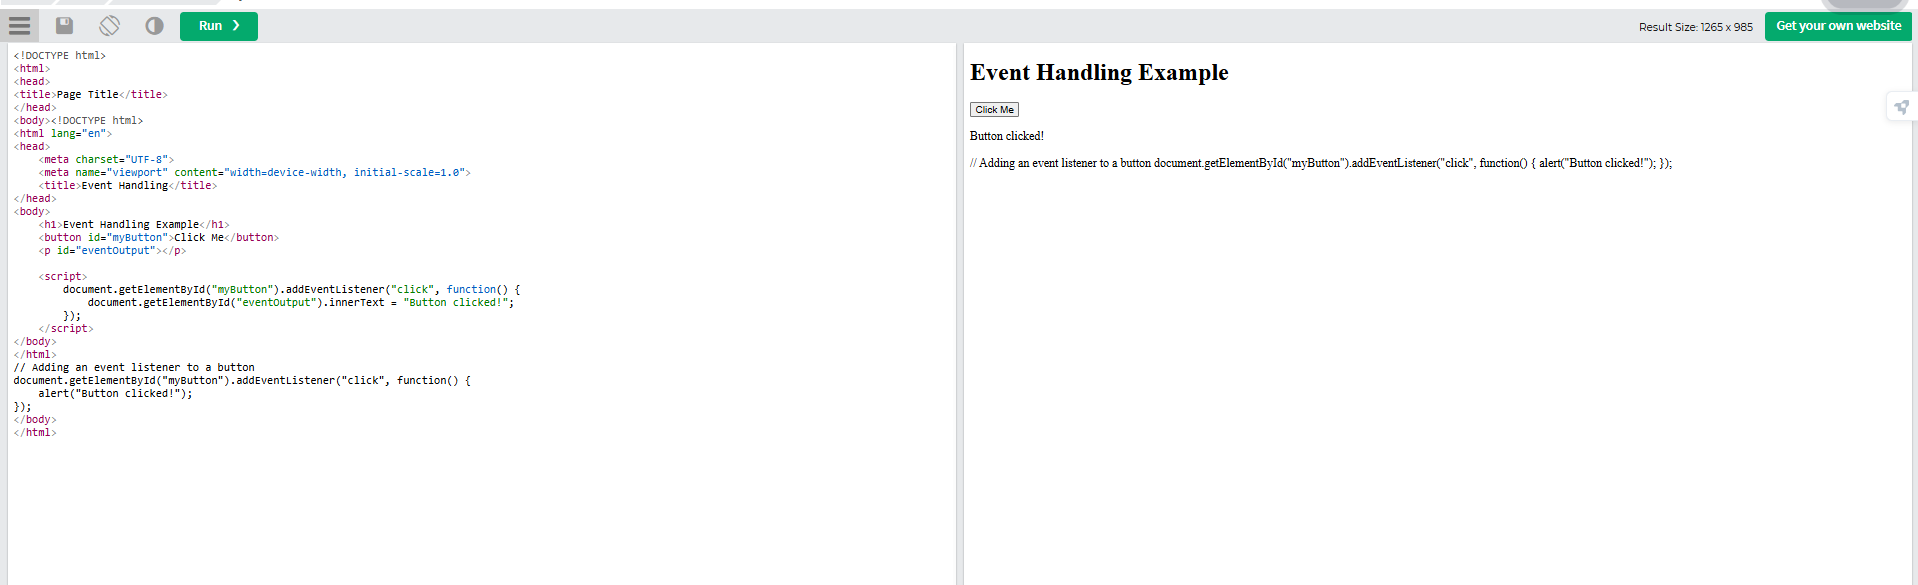 Run ❯
Result Size: 1265 x 985
Get your own website
<!DOCTYPE html>
<html>
<head>
<title>Page Title</title>
</head>
<body><!DOCTYPE html>
<html lang="en">
<head>
    <meta charset="UTF-8">
    <meta name="viewport" content="width=device-width, initial-scale=1.0">
    <title>Event Handling</title>
</head>
<body>
    <h1>Event Handling Example</h1>
    <button id="myButton">Click Me</button>
    <p id="eventOutput"></p>
    <script>
        document.getElementById("myButton").addEventListener("click", function() {
            document.getElementById("eventOutput").innerText = "Button clicked!";
        });
    </script>
</body>
</html>
// Adding an event listener to a button
document.getElementById("myButton").addEventListener("click", function() {
    alert("Button clicked!");
});
</body>
</html>
Event Handling Example
Click Me
Button clicked!
// Adding an event listener to a button document.getElementById("myButton").addEventListener("click", function() { alert("Button clicked!"); });